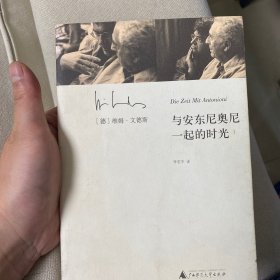 Die Zeit Mit Antonioni
[德] 维姆·文德斯
与安东尼奥尼
一起的时光
广西师范大学出版社